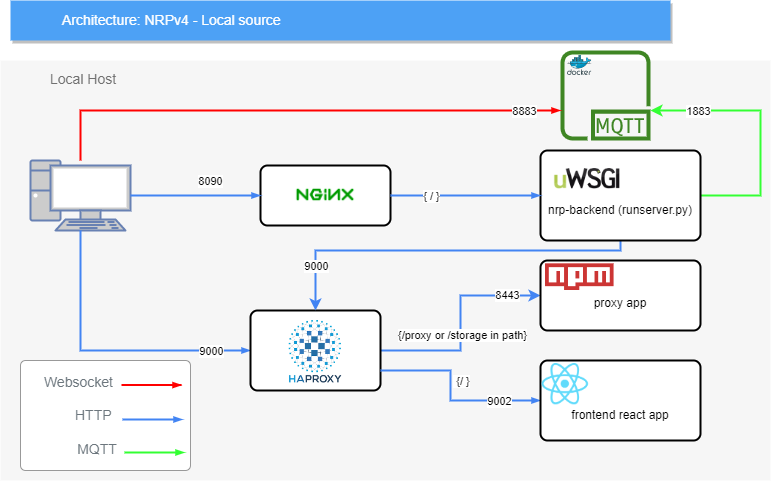 Architecture: NRPv4 - Local source
Local Host
docker
8883
1883
MQTT
8090
NGiNX
{ / }
uWSGI
nrp-backend (runserver.py)
9000
npm
8443
proxy app
{/proxy or /storage in path}
9000
HAPROXY
{/ }
9002
frontend react app
Websocket
HTTP
MQTT